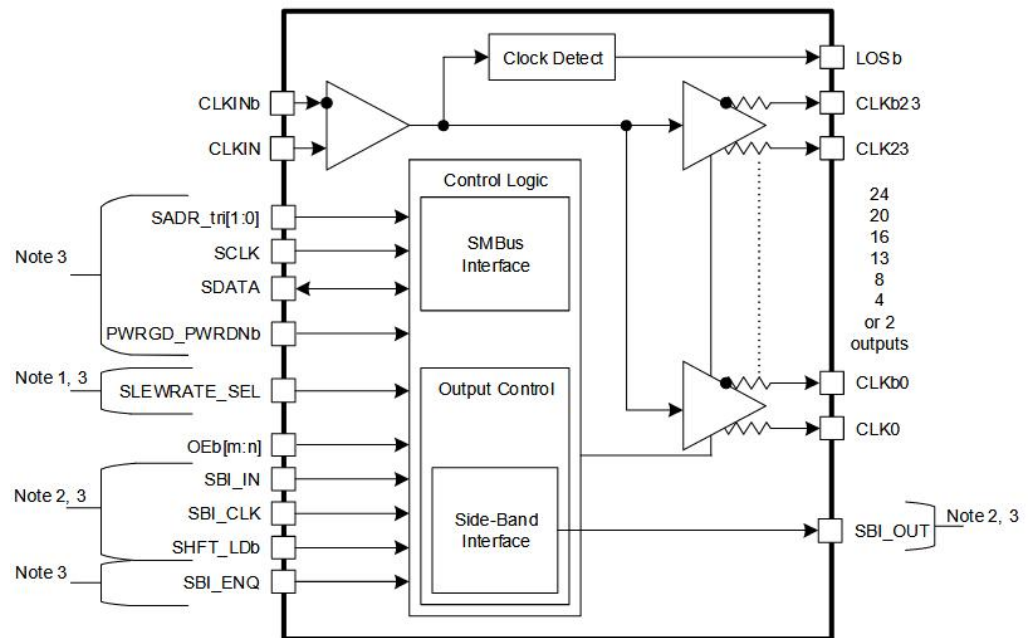 Clock Detect
LOSb
CLKINb
CLKb23
CLKIN
CLK23
Control Logic
SADR_tri[1:0]
SMBus
Interface
24
20
16
13
8
4
or 2
outputs
Note 3
SCLK
SDATA
PWRGD_PWRDNb
Note 1, 3
SLEWRATE_SEL
Output Control
CLKb0
CLK0
OEb[m:n]
Note 2, 3
SBI_IN
SBI_CLK
SHFT_LDb
Side-Band
Interface
SBI_OUT
Note 2, 3
Note 3
SBI_ENQ